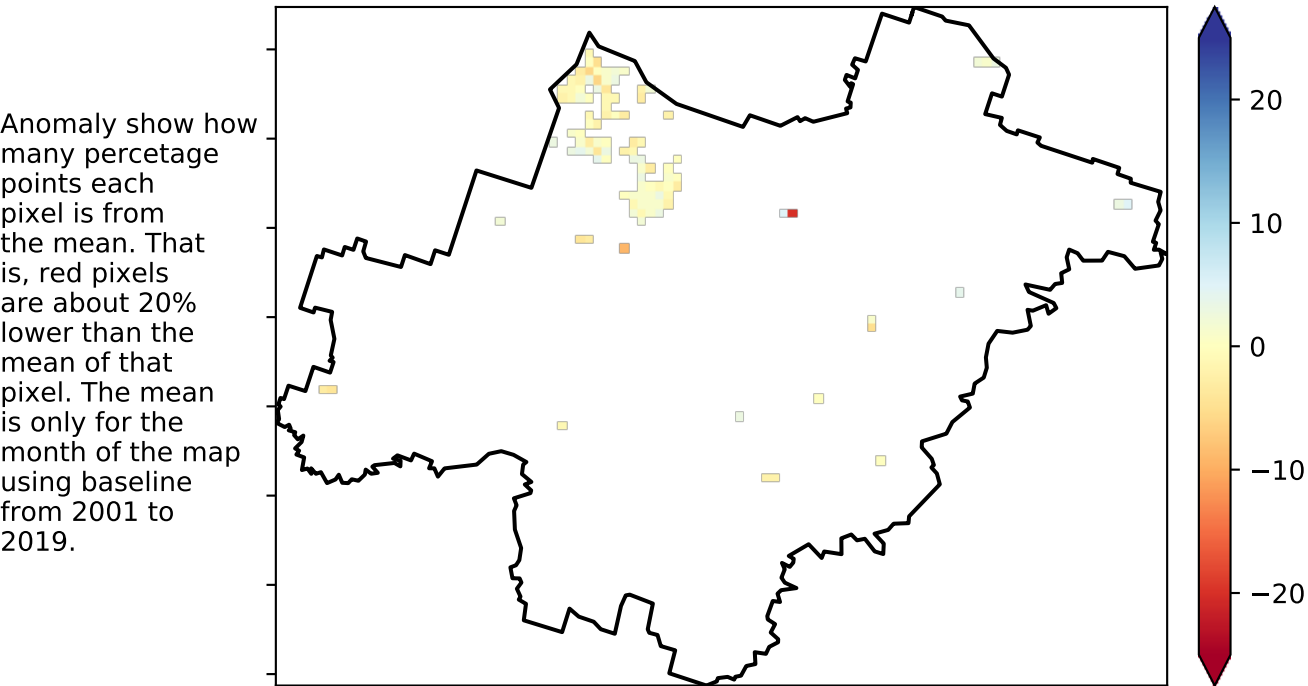 Anomaly show how
many percetage
points each
pixel is from
the mean. That
is, red pixels
are about 20%
lower than the
mean of that
pixel. The mean
is only for the
month of the map
using baseline
from 2001 to
2019.
20
10
0
−10
−20